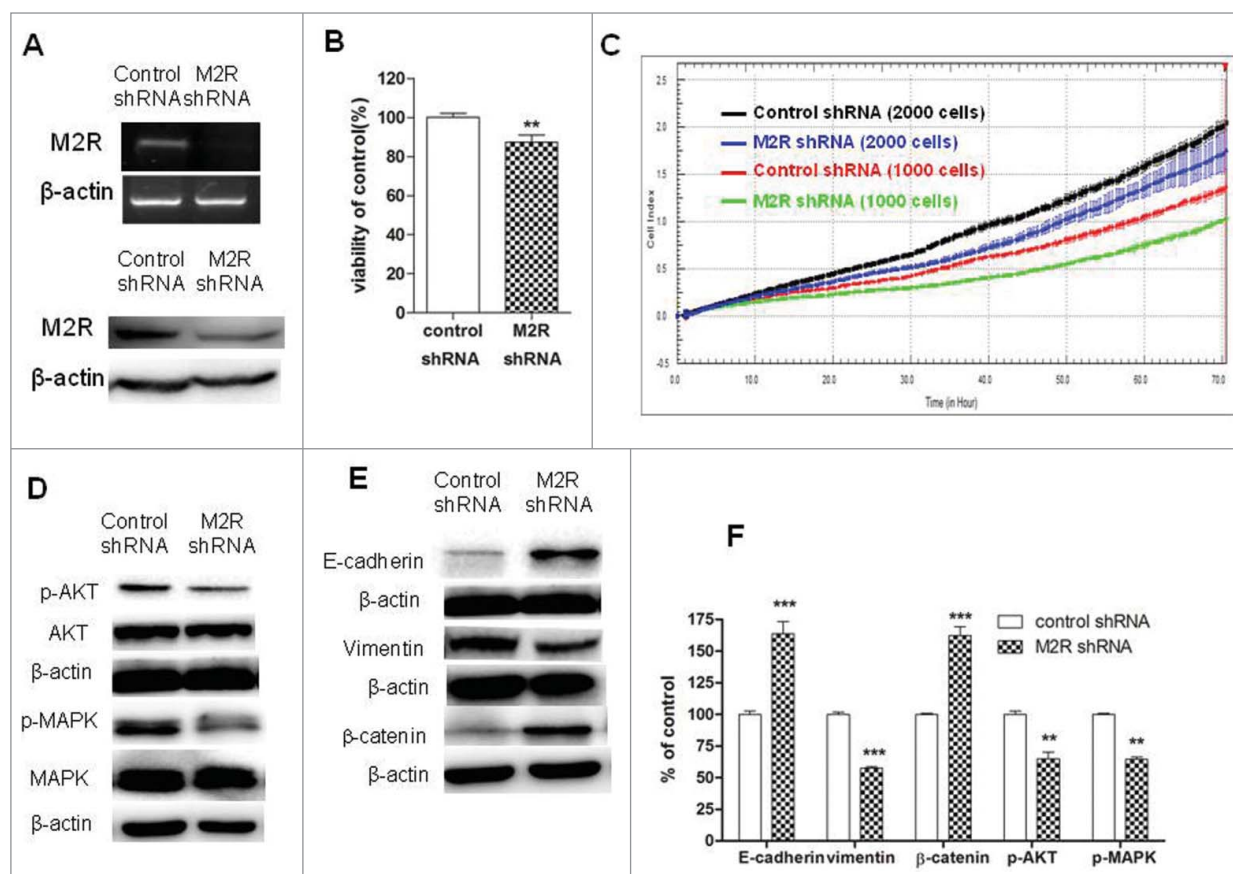 A
Control M2R
shRNA shRNA
M2R
β-actin
Control M2R
shRNA shRNA
M2R
β-actin
B
viability of control(%)
120
100
80
60
40
20
0
**
control
shRNA
M2R
shRNA
C
Control shRNA (2000 cells)
M2R shRNA (2000 cells)
Control shRNA (1000 cells)
M2R shRNA (1000 cells)
Cell Index
2.5
2.0
1.5
1.0
0.5
0.0
-0.5
0.0 10.0 20.0 30.0 40.0 50.0 60.0 70.0
Time (in Hour)
D
Control M2R
shRNA shRNA
p-AKT
AKT
β-actin
p-MAPK
MAPK
β-actin
E
Control M2R
shRNA shRNA
E-cadherin
β-actin
Vimentin
β-actin
β-catenin
β-actin
F
control shRNA
M2R shRNA
% of control
175
150
125
100
75
50
25
0
*** *** *** ** **
E-cadherin vimentin β-catenin p-AKT p-MAPK